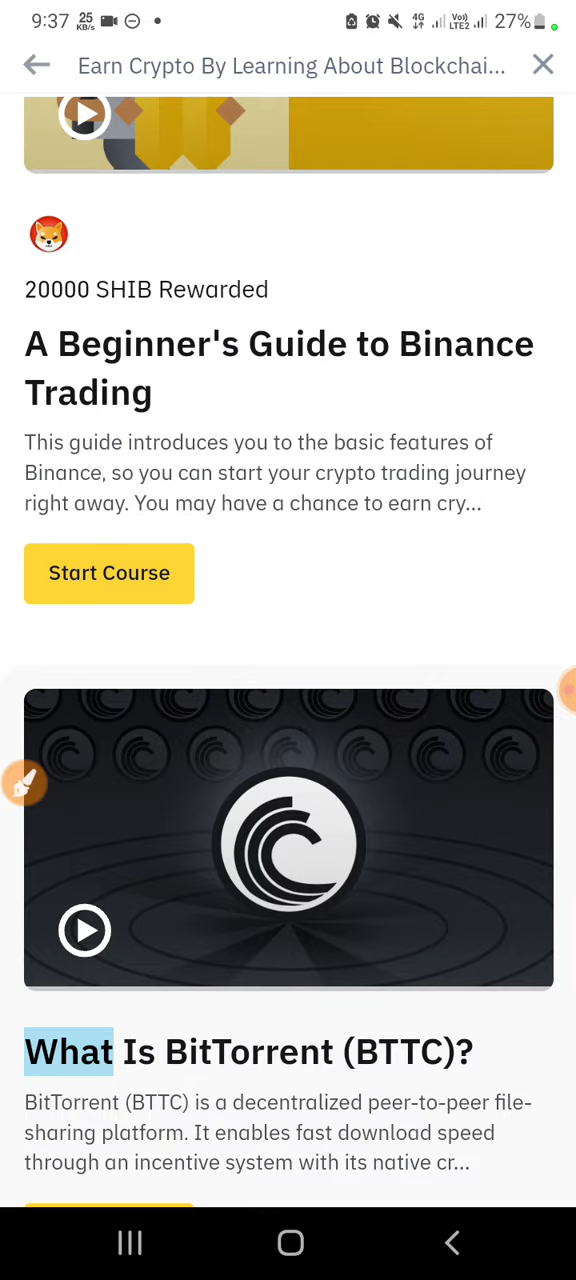 9:37 25 KB/s 4G Vo)) LTE2 27%
Earn Crypto By Learning About Blockchai...
20000 SHIB Rewarded
A Beginner's Guide to Binance
Trading
This guide introduces you to the basic features of
Binance, so you can start your crypto trading journey
right away. You may have a chance to earn cry...
Start Course
What Is BitTorrent (BTTC)?
BitTorrent (BTTC) is a decentralized peer-to-peer file-
sharing platform. It enables fast download speed
through an incentive system with its native cr...